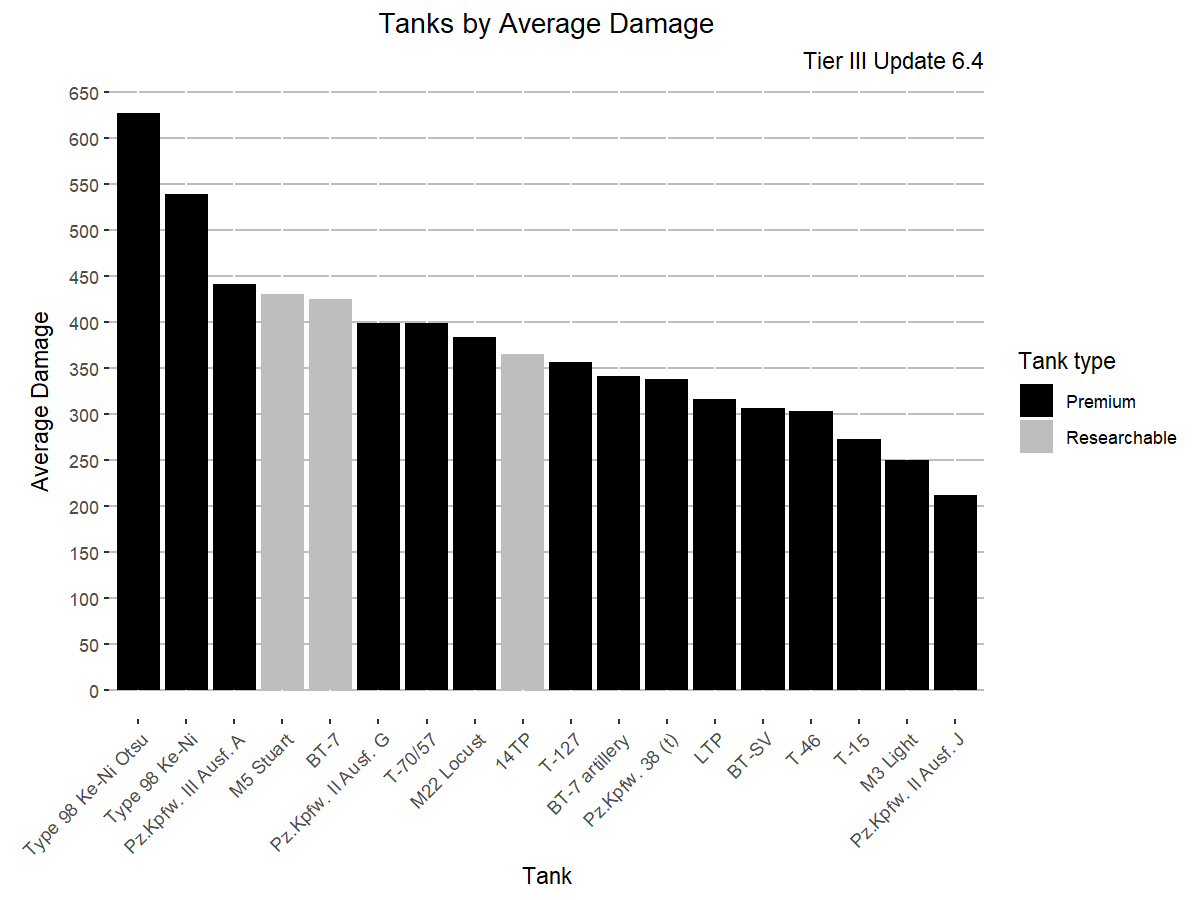 Tanks by Average Damage
Tier III Update 6.4
Average Damage
650
600
550
500
450
400
350
300
250
200
150
100
50
0
Type 98 Ke-Ni Otsu
Type 98 Ke-Ni
Pz.Kpfw. III Ausf. A
M5 Stuart
BT-7
Pz.Kpfw. II Ausf. G
T-70/57
M22 Locust
14TP
T-127
BT-7 artillery
Pz.Kpfw. 38 (t)
LTP
BT-SV
T-46
T-15
M3 Light
Pz.Kpfw. II Ausf. J
Tank
Tank type
Premium
Researchable